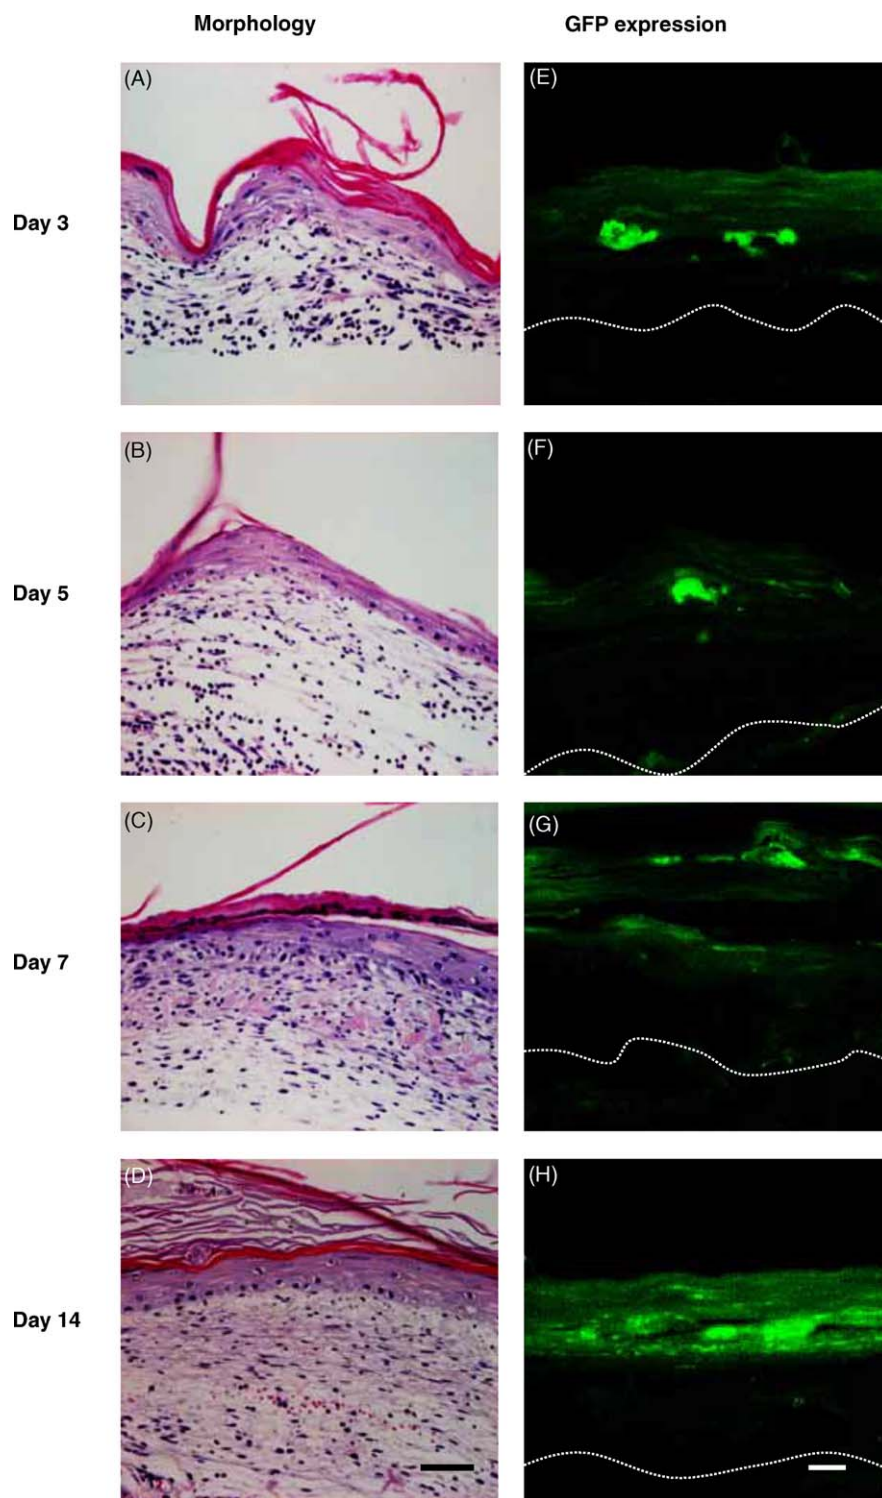 Morphology GFP expression
Day 3 (A) (E)
Day 5 (B) (F)
Day 7 (C) (G)
Day 14 (D) (H)